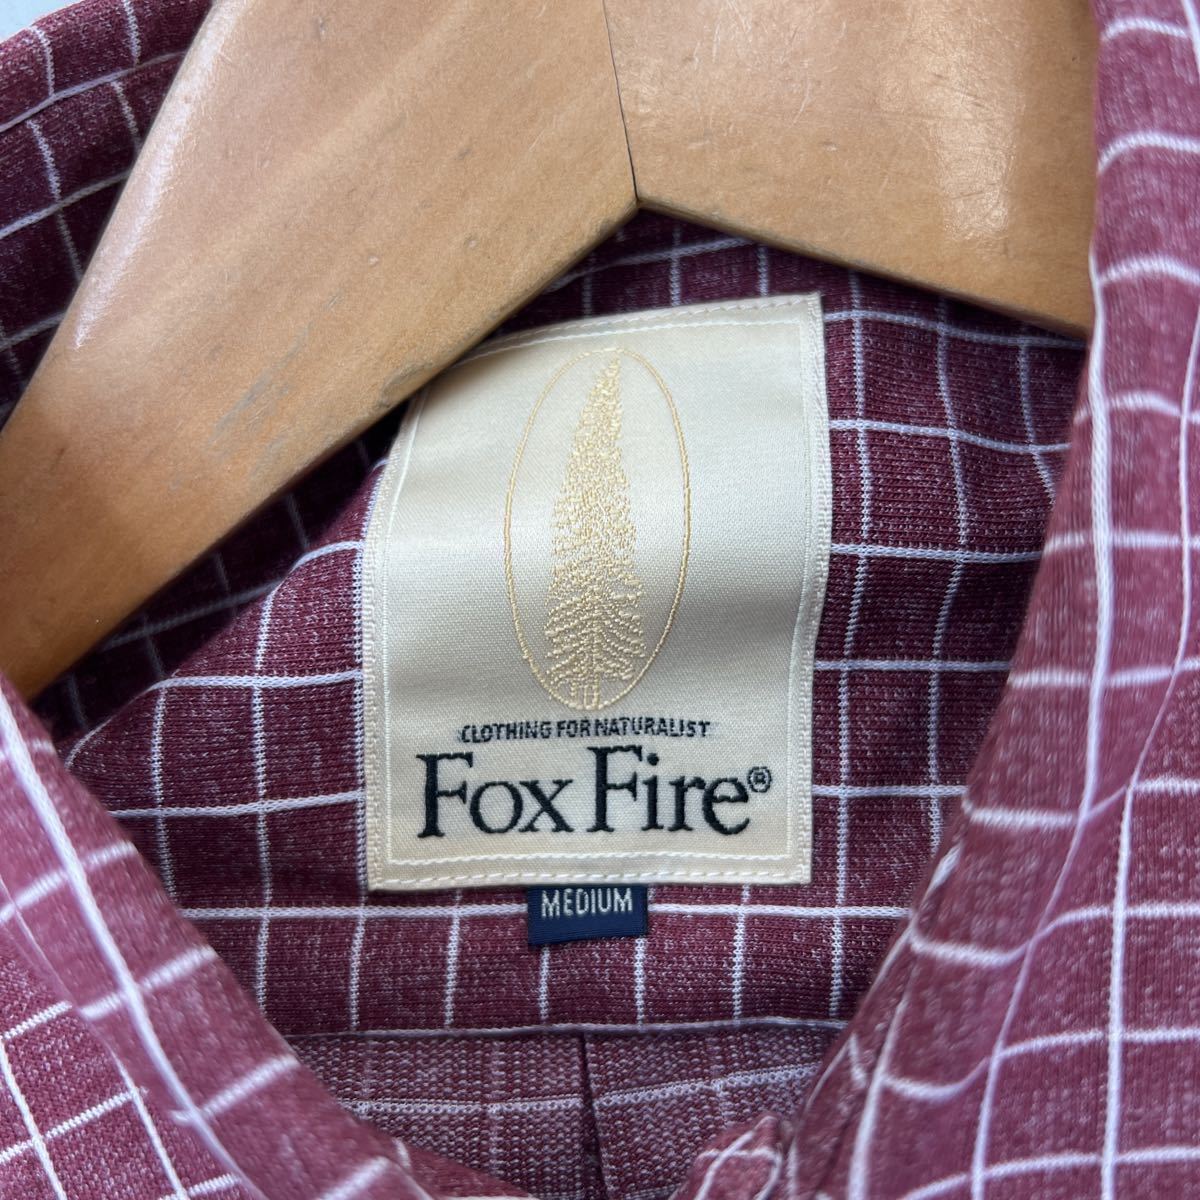 CLOTHING FOR NATURALIST
Fox Fire®
MEDIUM